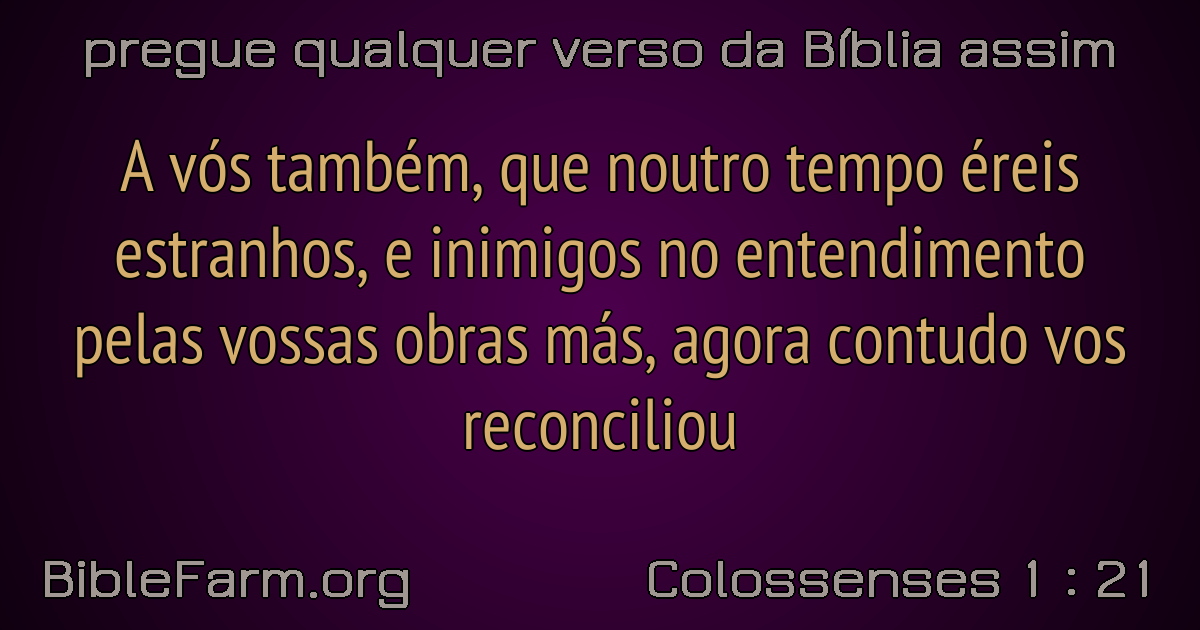 pregue qualquer verso da Bíblia assim
A vós também, que noutro tempo éreis
estranhos, e inimigos no entendimento
pelas vossas obras más, agora contudo vos
reconciliou
BibleFarm.org
Colossenses 1 : 21